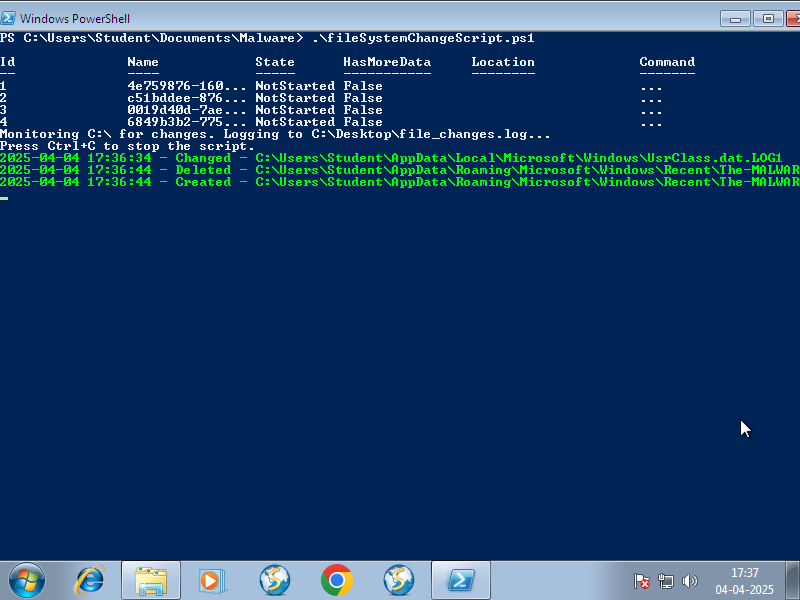 Windows PowerShell
PS C:\Users\Student\Documents\Malware> .\fileSystemChangeScript.ps1
Id Name State HasMoreData Location Command
-- ---- ----- ----------- -------- -------
1 4e759876-160... NotStarted False ...
2 c51bddee-876... NotStarted False ...
3 0019d40d-7ae... NotStarted False ...
4 6849b3b2-775... NotStarted False ...
Monitoring C:\ for changes. Logging to C:\Desktop\file_changes.log...
Press Ctrl+C to stop the script.
2025-04-04 17:36:34 - Changed - C:\Users\Student\AppData\Local\Microsoft\Windows\UsrClass.dat.LOG1
2025-04-04 17:36:44 - Deleted - C:\Users\Student\AppData\Roaming\Microsoft\Windows\Recent\The-MALWAR
2025-04-04 17:36:44 - Created - C:\Users\Student\AppData\Roaming\Microsoft\Windows\Recent\The-MALWAR
17:37
04-04-2025